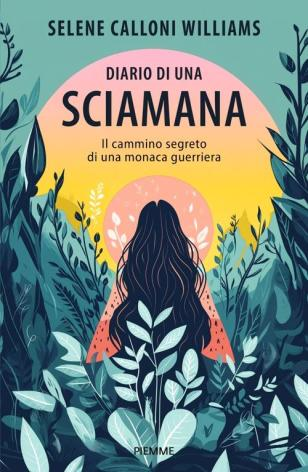 SELENE CALLONI WILLIAMS
DIARIO DI UNA
SCIAMANA
Il cammino segreto
di una monaca guerriera
PIEMME